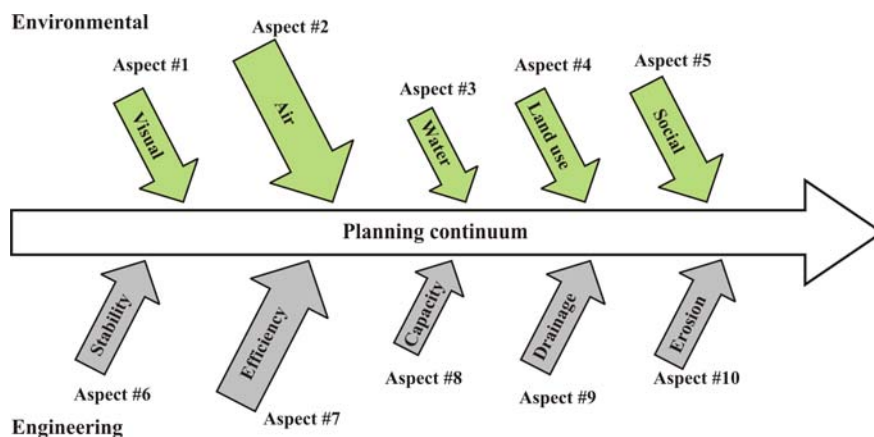 Environmental
Aspect #1
Aspect #2
Aspect #3
Aspect #4
Aspect #5
Visual
Air
Water
Land use
Social
Planning continuum
Stability
Efficiency
Capacity
Drainage
Erosion
Aspect #6
Aspect #7
Aspect #8
Aspect #9
Aspect #10
Engineering